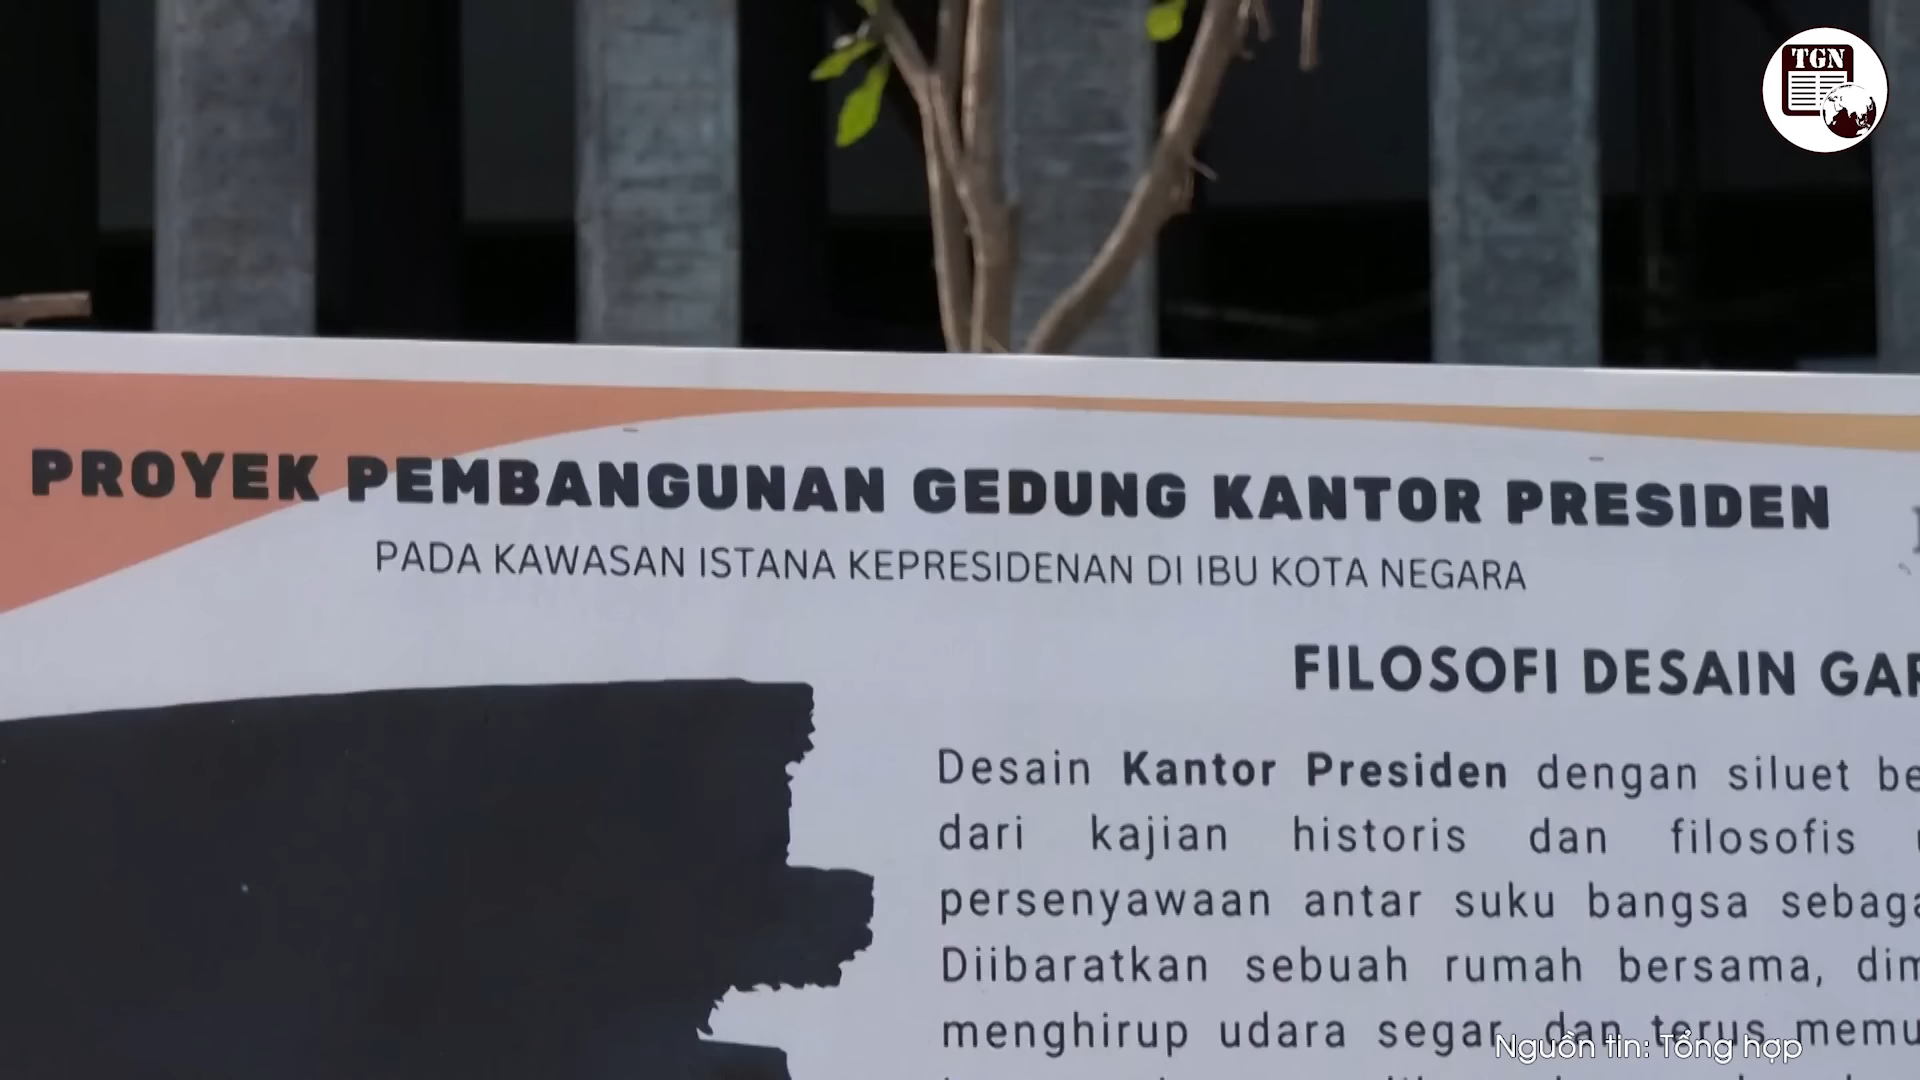 TGN
PROYEK PEMBANGUNAN GEDUNG KANTOR PRESIDEN
PADA KAWASAN ISTANA KEPRESIDENAN DI IBU KOTA NEGARA
FILOSOFI DESAIN
Desain Kantor Presiden dengan siluet
dari kajian historis dan filosofis
persenyawaan antar suku bangsa
Diibaratkan sebuah rumah bersama,
menghirup udara segar dan terus
Nguồn tin: Tổng hợp